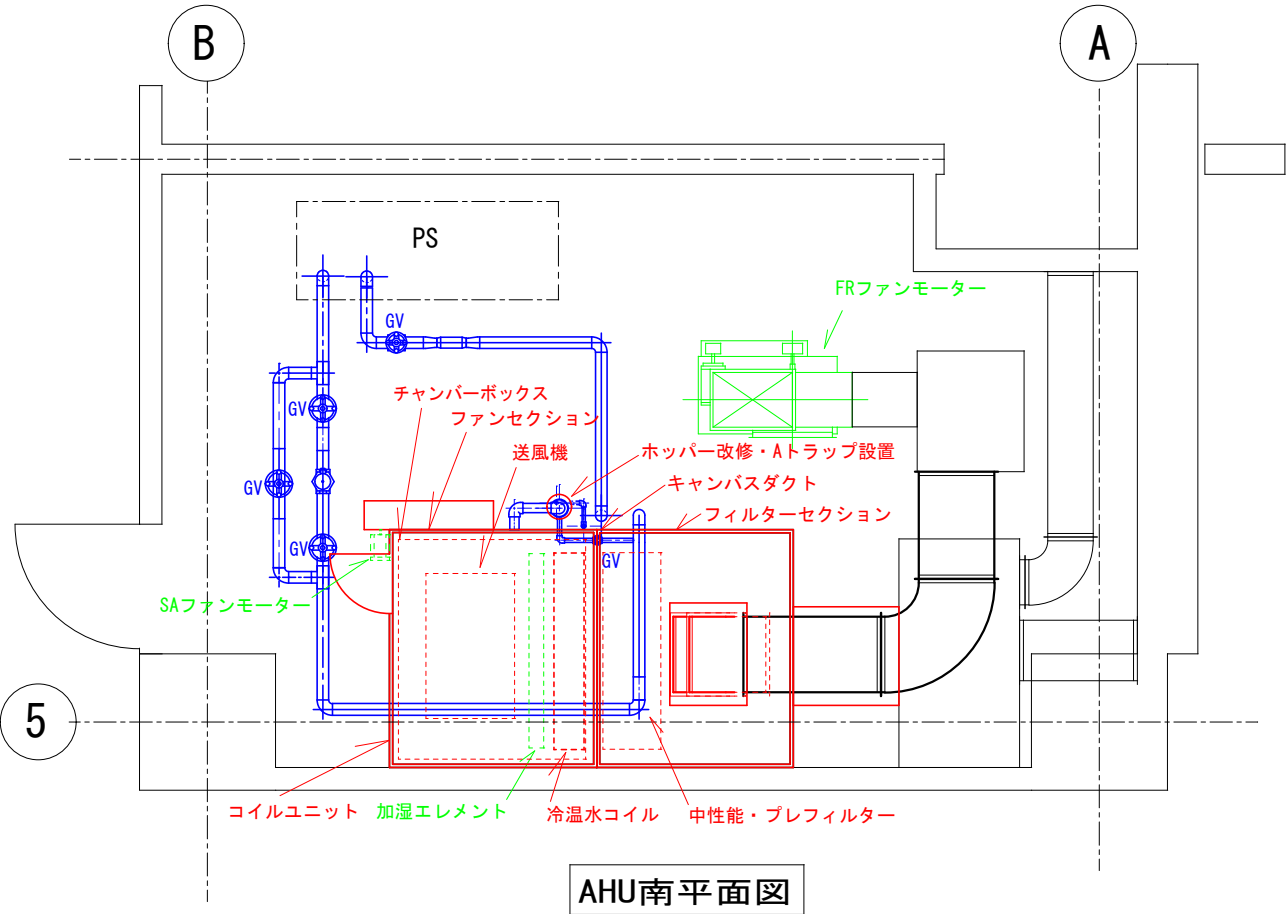 B
A
PS
FRファンモーター
GV
チャンバーボックス
GV
ファンセクション
送風機
ホッパー改修・Aトラップ設置
キャンバスダクト
GV
フィルターセクション
GV
GV
SAファンモーター
5
コイルユニット
加湿エレメント
冷温水コイル
中性能・プレフィルター
AHU南平面図